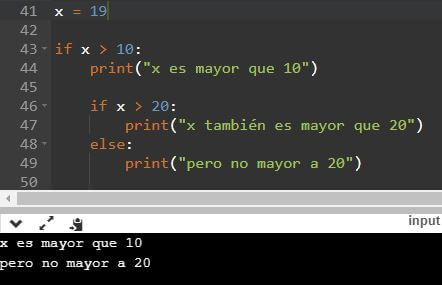 41 x = 19
42
43 if x > 10:
44 print("x es mayor que 10")
45
46 if x > 20:
47 print("x también es mayor que 20")
48 else:
49 print("pero no mayor a 20")
50
input
x es mayor que 10
pero no mayor a 20